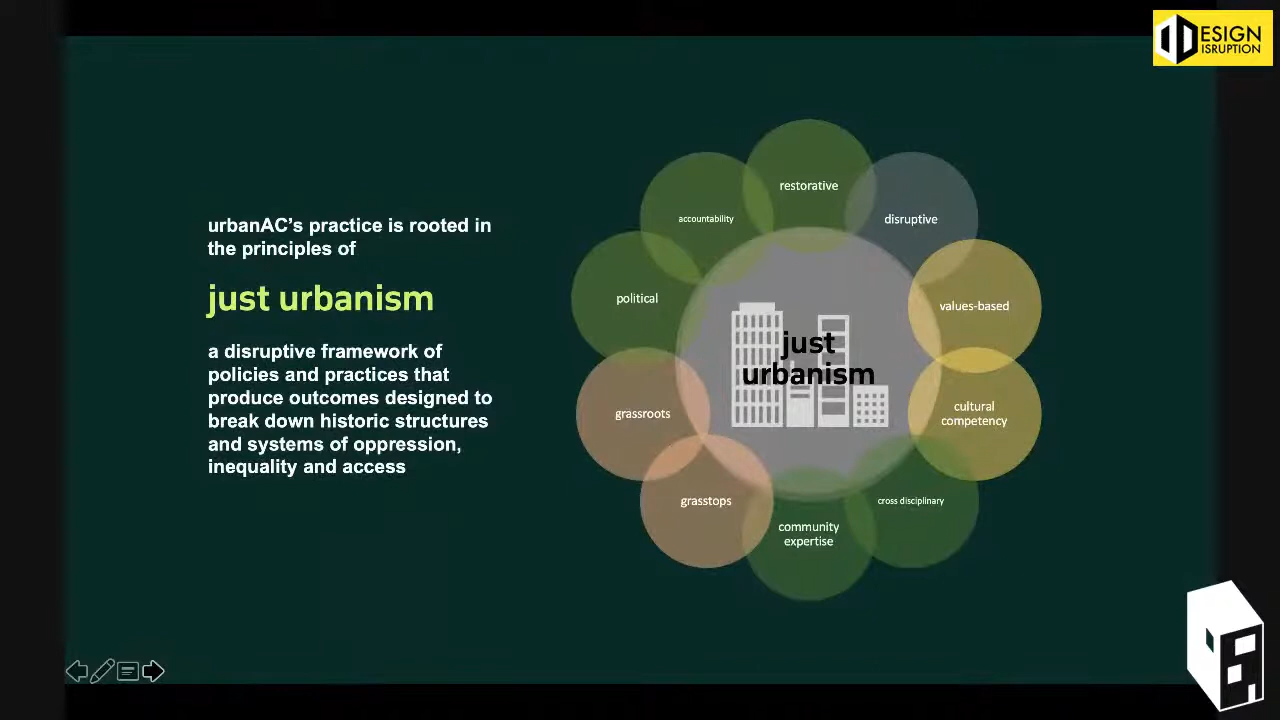 ESIGN
ISRUPTION
urbanAC’s practice is rooted in
the principles of
just urbanism
a disruptive framework of
policies and practices that
produce outcomes designed to
break down historic structures
and systems of oppression,
inequality and access
restorative
disruptive
values-based
cultural
competency
cross disciplinary
community
expertise
grasstops
grassroots
political
accountability
just
urbanism